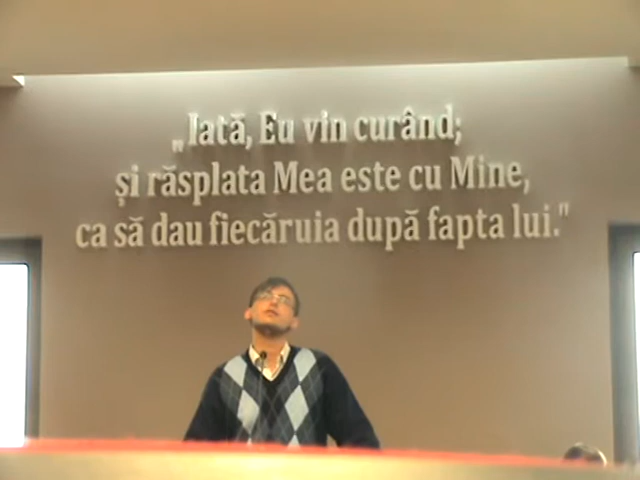 „Iată, Eu vin curând;
și răsplata Mea este cu Mine,
ca să dau fiecăruia după fapta lui."